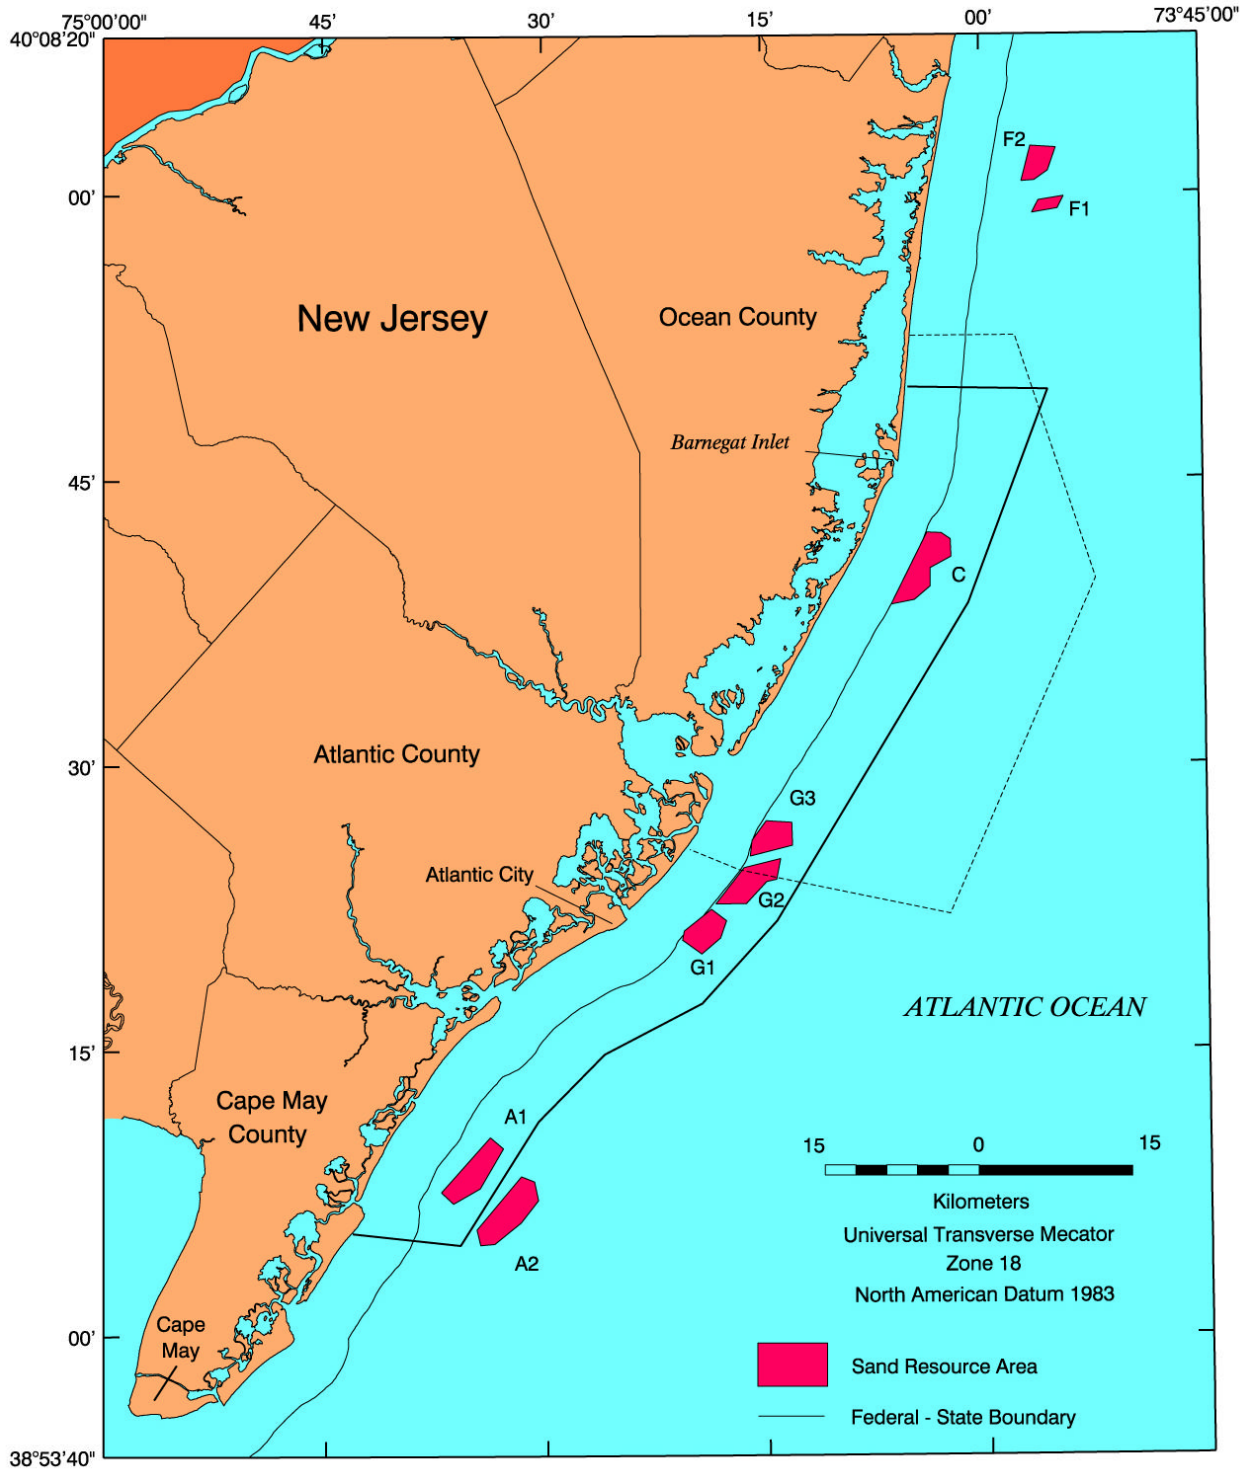 75°00'00"
45'
30'
15'
00'
73°45'00"
40°08'20"
F2
00'
F1
New Jersey
Ocean County
Barnegat Inlet
45'
C
30'
Atlantic County
G3
Atlantic City
G2
G1
ATLANTIC OCEAN
15'
Cape May
County
A1
15 0 15
Kilometers
Universal Transverse Mecator
Zone 18
North American Datum 1983
A2
00'
Cape
May
Sand Resource Area
Federal - State Boundary
38°53'40"